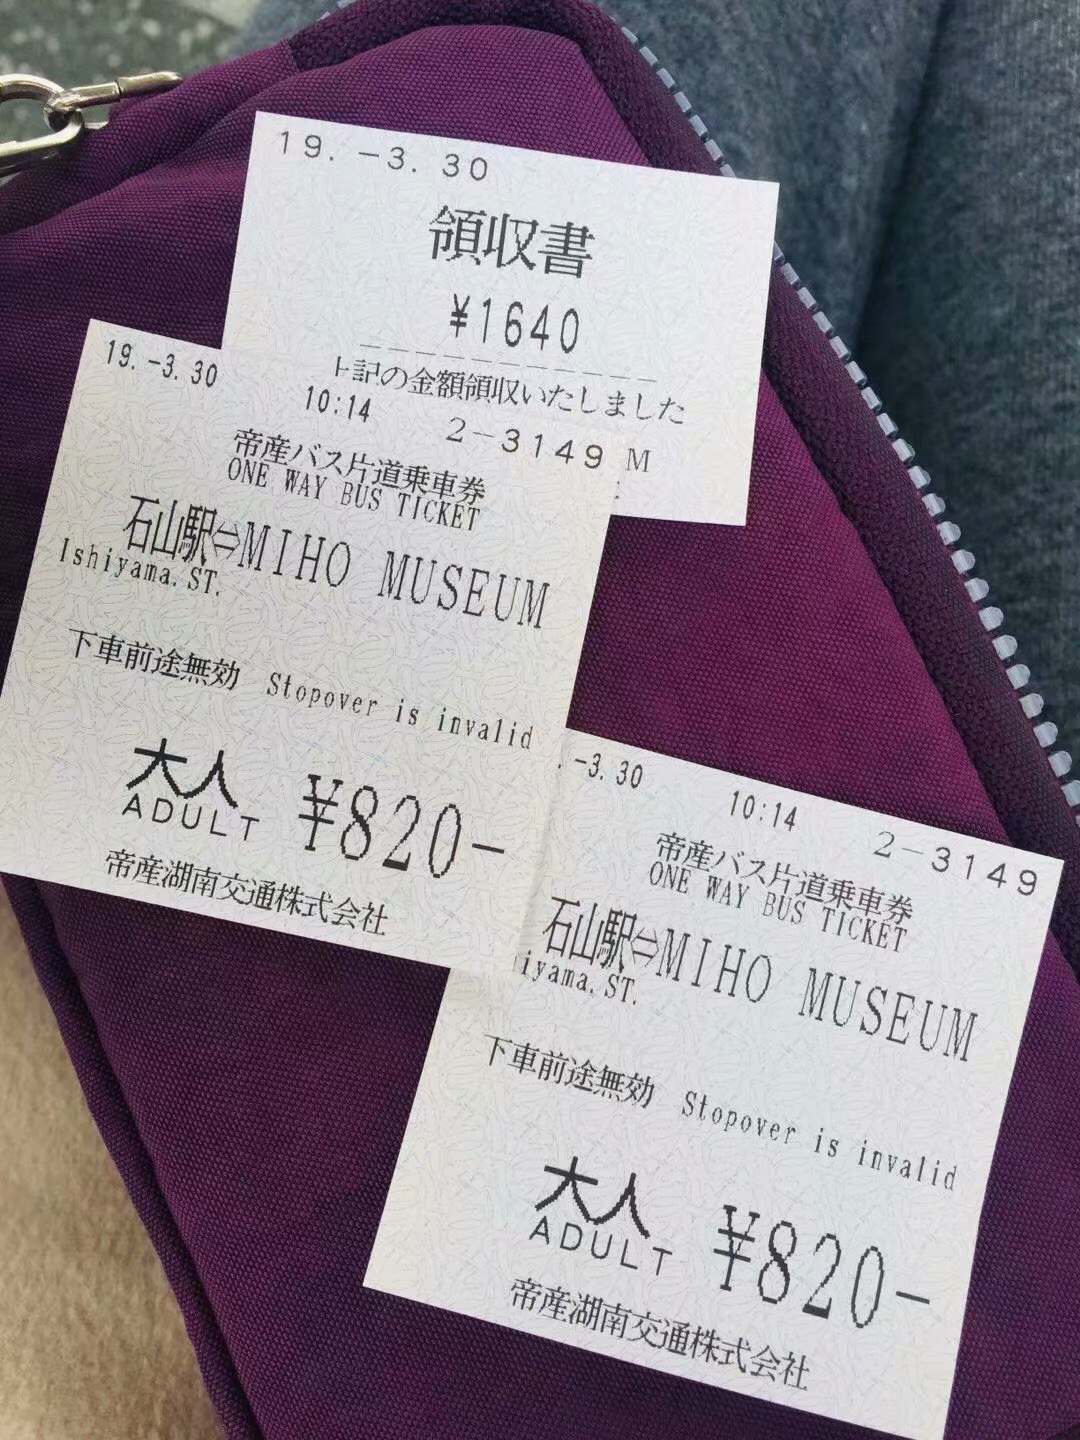 19. -3. 30
領収書
¥1640
上記の金額領収いたしました
M
19. -3. 30
10:14
2-3149
帝産バス片道乗車券
ONE WAY BUS TICKET
石山駅⇔MIHO MUSEUM
Ishiyama. ST.
下車前途無効 Stopover is invalid
大人 ¥820-
ADULT
帝産湖南交通株式会社
. -3. 30
10:14
2-3149
帝産バス片道乗車券
ONE WAY BUS TICKET
石山駅⇔MIHO MUSEUM
iyama. ST.
下車前途無効 Stopover is invalid
大人 ¥820-
ADULT
帝産湖南交通株式会社